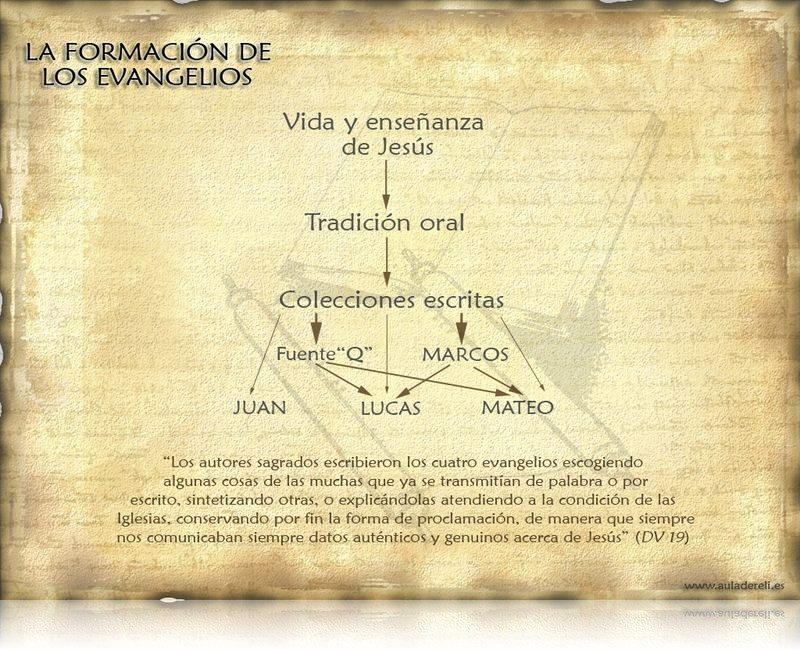 LA FORMACIÓN DE
LOS EVANGELIOS
Vida y enseñanza
de Jesús
Tradición oral
Colecciones escritas
Fuente“Q” MARCOS
JUAN LUCAS MATEO
“Los autores sagrados escribieron los cuatro evangelios escogiendo
algunas cosas de las muchas que ya se transmitían de palabra o por
escrito, sintetizando otras, o explicándolas atendiendo a la condición de las
Iglesias, conservando por fin la forma de proclamación, de manera que siempre
nos comunicaban siempre datos auténticos y genuinos acerca de Jesús” (DV 19)
www.auladereli.es